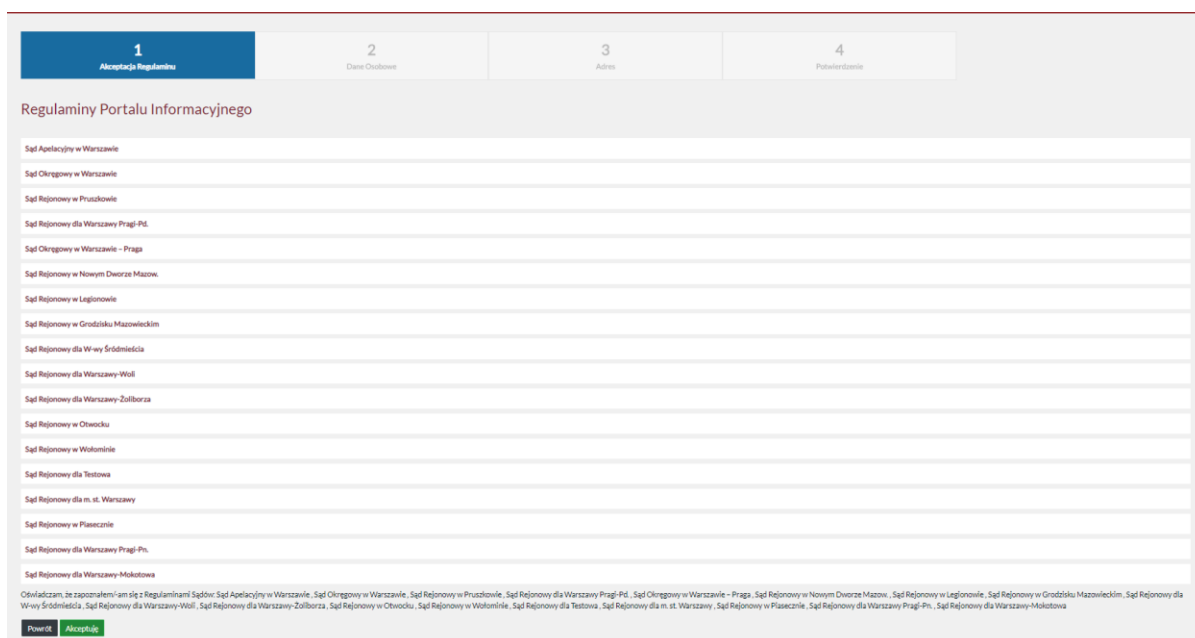 1
Akceptacja Regulaminu
2
Dane Osobowe
3
Adres
4
Potwierdzenie
Regulaminy Portalu Informacyjnego
Sąd Apelacyjny w Warszawie
Sąd Okręgowy w Warszawie
Sąd Rejonowy w Pruszkowie
Sąd Rejonowy dla Warszawy Pragi-Pd.
Sąd Okręgowy w Warszawie – Praga
Sąd Rejonowy w Nowym Dworze Mazow.
Sąd Rejonowy w Legionowie
Sąd Rejonowy w Grodzisku Mazowieckim
Sąd Rejonowy dla W-wy Śródmieścia
Sąd Rejonowy dla Warszawy-Woli
Sąd Rejonowy dla Warszawy-Żoliborza
Sąd Rejonowy w Otwocku
Sąd Rejonowy w Wołominie
Sąd Rejonowy dla Testowa
Sąd Rejonowy dla m. st. Warszawy
Sąd Rejonowy w Piasecznie
Sąd Rejonowy dla Warszawy Pragi-Pn.
Sąd Rejonowy dla Warszawy-Mokotowa
Oświadczam, że zapoznałem/-am się z Regulaminami Sądów: Sąd Apelacyjny w Warszawie , Sąd Okręgowy w Warszawie , Sąd Rejonowy w Pruszkowie , Sąd Rejonowy dla Warszawy Pragi-Pd. , Sąd Okręgowy w Warszawie – Praga , Sąd Rejonowy w Nowym Dworze Mazow. , Sąd Rejonowy w Legionowie , Sąd Rejonowy w Grodzisku Mazowieckim , Sąd Rejonowy dla
W-wy Śródmieścia , Sąd Rejonowy dla Warszawy-Woli , Sąd Rejonowy dla Warszawy-Żoliborza , Sąd Rejonowy w Otwocku , Sąd Rejonowy w Wołominie , Sąd Rejonowy dla Testowa , Sąd Rejonowy dla m. st. Warszawy , Sąd Rejonowy w Piasecznie , Sąd Rejonowy dla Warszawy Pragi-Pn. , Sąd Rejonowy dla Warszawy-Mokotowa
Powrót Akceptuję